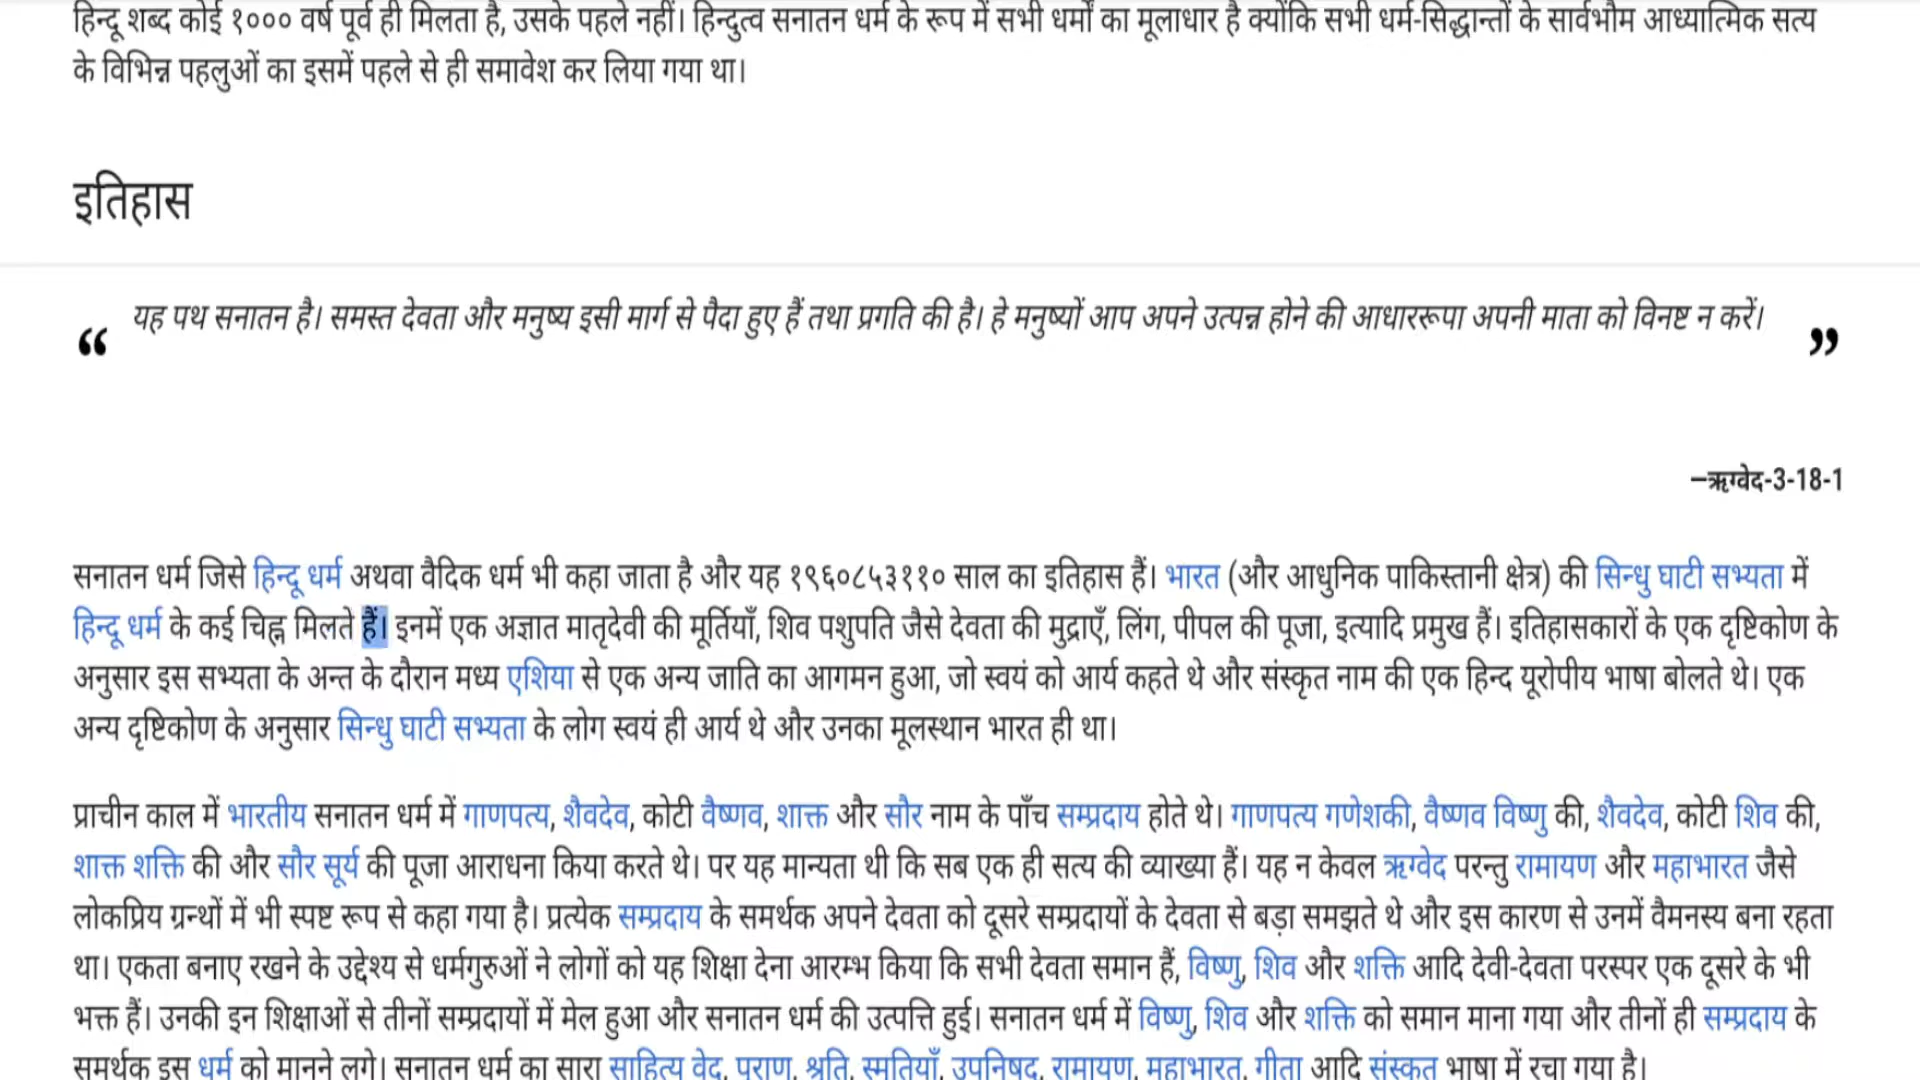 हिन्दू शब्द कोई १००० वर्ष पूर्व ही मिलता है, उसके पहले नहीं। हिन्दुत्व सनातन धर्म के रूप में सभी धर्मों का मूलाधार है क्योंकि सभी धर्म-सिद्धान्तों के सार्वभौम आध्यात्मिक सत्य
के विभिन्न पहलुओं का इसमें पहले से ही समावेश कर लिया गया था।
इतिहास
“ यह पथ सनातन है। समस्त देवता और मनुष्य इसी मार्ग से पैदा हुए हैं तथा प्रगति की है। हे मनुष्यों आप अपने उत्पन्न होने की आधाररूपा अपनी माता को विनष्ट न करें। ”
—ऋग्वेद-3-18-1
सनातन धर्म जिसे हिन्दू धर्म अथवा वैदिक धर्म भी कहा जाता है और यह १९६०८५३११० साल का इतिहास हैं। भारत (और आधुनिक पाकिस्तानी क्षेत्र) की सिन्धु घाटी सभ्यता में
हिन्दू धर्म के कई चिह्न मिलते हैं। इनमें एक अज्ञात मातृदेवी की मूर्तियाँ, शिव पशुपति जैसे देवता की मुद्राएँ, लिंग, पीपल की पूजा, इत्यादि प्रमुख हैं। इतिहासकारों के एक दृष्टिकोण के
अनुसार इस सभ्यता के अन्त के दौरान मध्य एशिया से एक अन्य जाति का आगमन हुआ, जो स्वयं को आर्य कहते थे और संस्कृत नाम की एक हिन्द यूरोपीय भाषा बोलते थे। एक
अन्य दृष्टिकोण के अनुसार सिन्धु घाटी सभ्यता के लोग स्वयं ही आर्य थे और उनका मूलस्थान भारत ही था।
प्राचीन काल में भारतीय सनातन धर्म में गाणपत्य, शैवदेव, कोटी वैष्णव, शाक्त और सौर नाम के पाँच सम्प्रदाय होते थे। गाणपत्य गणेशकी, वैष्णव विष्णु की, शैवदेव, कोटी शिव की,
शाक्त शक्ति की और सौर सूर्य की पूजा आराधना किया करते थे। पर यह मान्यता थी कि सब एक ही सत्य की व्याख्या हैं। यह न केवल ऋग्वेद परन्तु रामायण और महाभारत जैसे
लोकप्रिय ग्रन्थों में भी स्पष्ट रूप से कहा गया है। प्रत्येक सम्प्रदाय के समर्थक अपने देवता को दूसरे सम्प्रदायों के देवता से बड़ा समझते थे और इस कारण से उनमें वैमनस्य बना रहता
था। एकता बनाए रखने के उद्देश्य से धर्मगुरुओं ने लोगों को यह शिक्षा देना आरम्भ किया कि सभी देवता समान हैं, विष्णु, शिव और शक्ति आदि देवी-देवता परस्पर एक दूसरे के भी
भक्त हैं। उनकी इन शिक्षाओं से तीनों सम्प्रदायों में मेल हुआ और सनातन धर्म की उत्पत्ति हुई। सनातन धर्म में विष्णु, शिव और शक्ति को समान माना गया और तीनों ही सम्प्रदाय के
समर्थक इस धर्म को मानने लगे। सनातन धर्म का सारा साहित्य वेद, पुराण, श्रुति, स्मृतियाँ, उपनिषद्, रामायण, महाभारत, गीता आदि संस्कृत भाषा में रचा गया है।